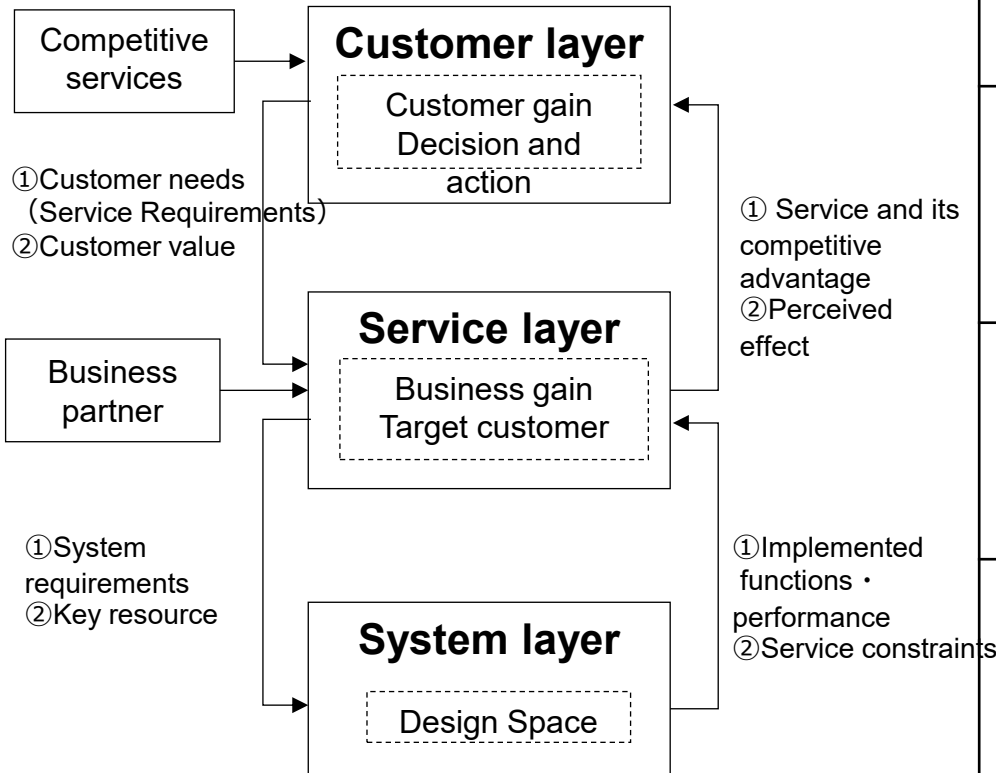 Competitive
services
Customer layer
Customer gain
Decision and
action
①Customer needs
（Service Requirements）
②Customer value
① Service and its
competitive
advantage
②Perceived
effect
Business
partner
Service layer
Business gain
Target customer
①System
requirements
②Key resource
①Implemented
functions・
performance
②Service constraints
System layer
Design Space